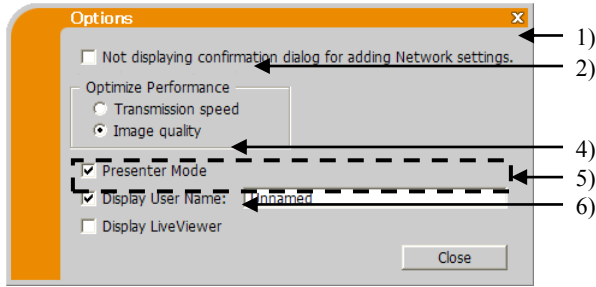 Options x
1)
Not displaying confirmation dialog for adding Network settings.
2)
Optimize Performance
Transmission speed
Image quality
4)
Presenter Mode
5)
Display User Name: Unnamed
6)
Display LiveViewer
Close